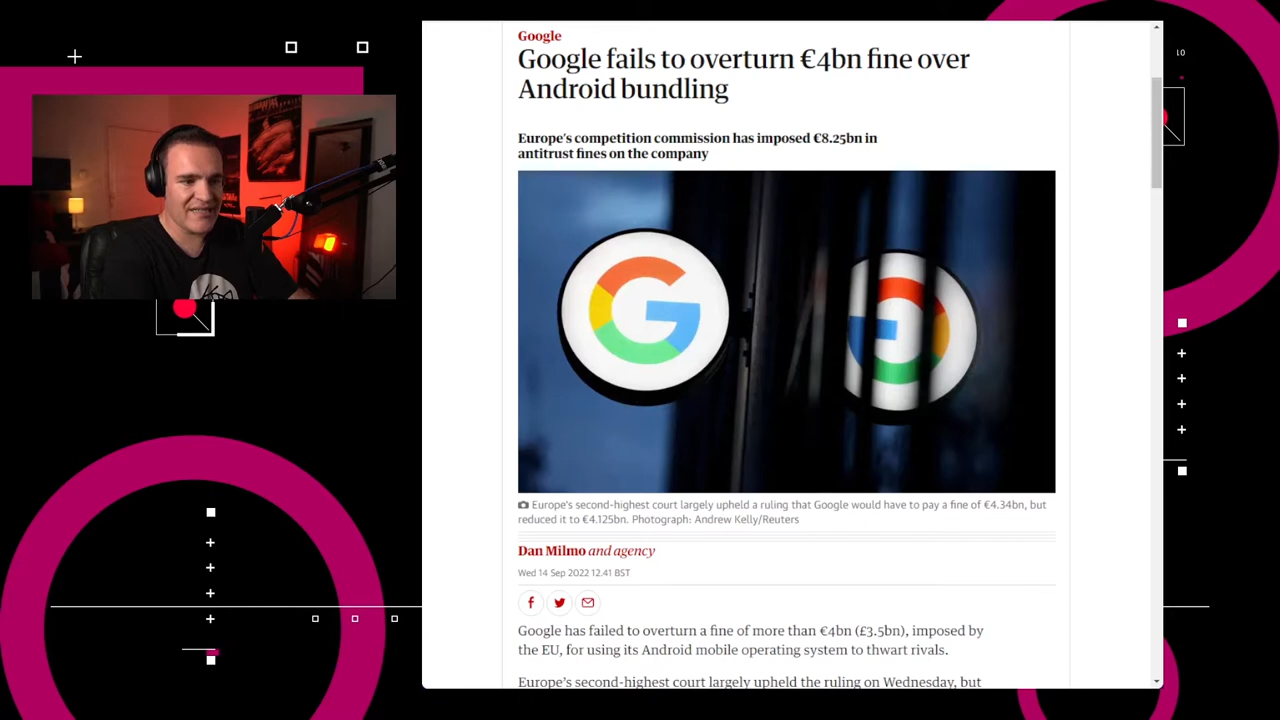 Google
Google fails to overturn €4bn fine over
Android bundling
Europe's competition commission has imposed €8.25bn in
antitrust fines on the company
Europe's second-highest court largely upheld a ruling that Google would have to pay a fine of €4.34bn, but
reduced it to €4.125bn. Photograph: Andrew Kelly/Reuters
Dan Milmo and agency
Wed 14 Sep 2022 12.41 BST
Google has failed to overturn a fine of more than €4bn (£3.5bn), imposed by
the EU, for using its Android mobile operating system to thwart rivals.
Europe's second-highest court largely upheld the ruling on Wednesday, but
10